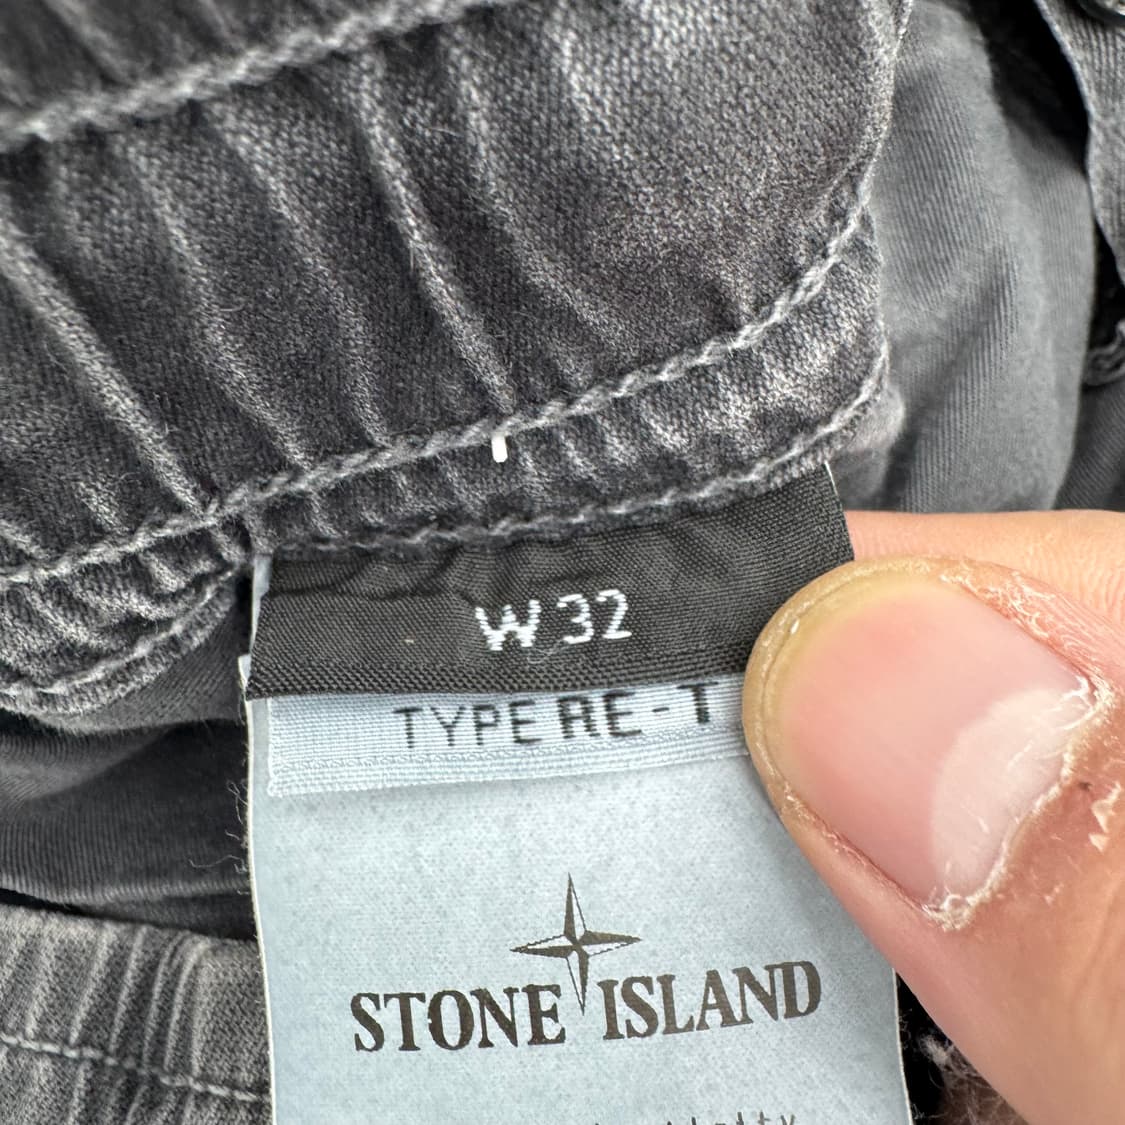 W 32
TYPE RE-T
STONE ISLAND